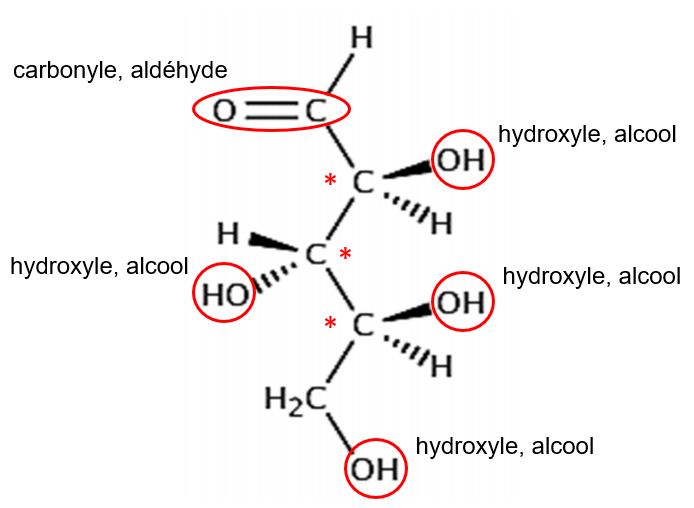 H
carbonyle, aldéhyde
O C
hydroxyle, alcool
OH
* C
H
H
C *
hydroxyle, alcool
HO
hydroxyle, alcool
OH
* C
H
H₂C
hydroxyle, alcool
OH